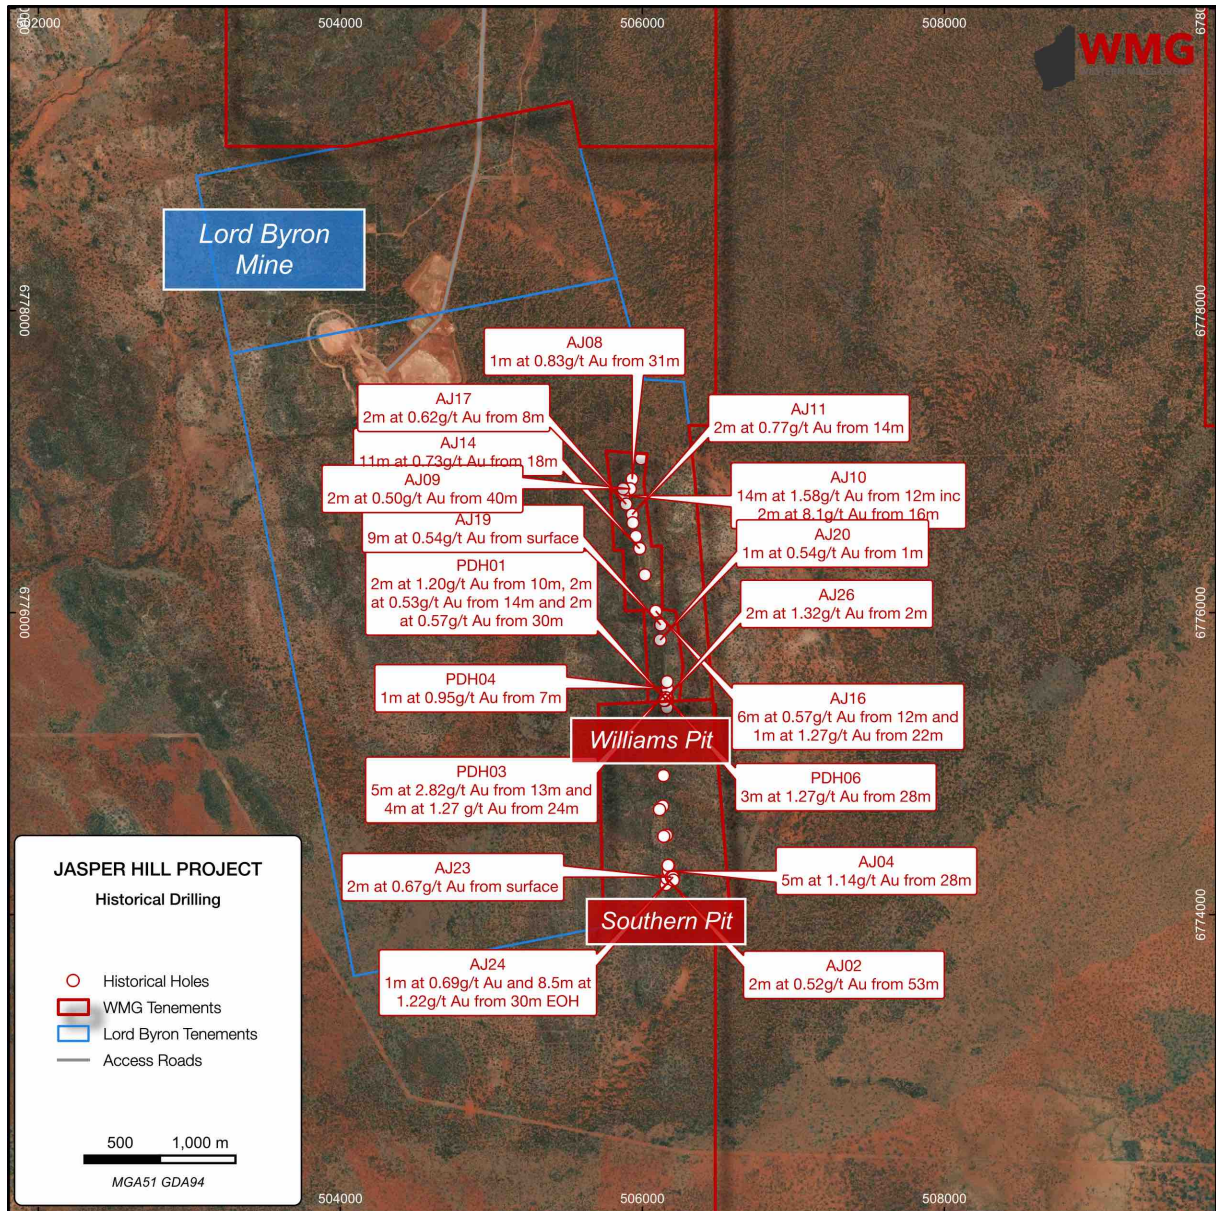 502000
504000
506000
508000
6780
WMG
WESTERN MINES GROUP
Lord Byron
Mine
6778000
6778000
AJ08
1m at 0.83g/t Au from 31m
AJ17
2m at 0.62g/t Au from 8m
AJ11
2m at 0.77g/t Au from 14m
AJ14
11m at 0.73g/t Au from 18m
AJ09
2m at 0.50g/t Au from 40m
AJ10
14m at 1.58g/t Au from 12m inc
2m at 8.1g/t Au from 16m
AJ19
9m at 0.54g/t Au from surface
AJ20
1m at 0.54g/t Au from 1m
PDH01
2m at 1.20g/t Au from 10m, 2m
at 0.53g/t Au from 14m and 2m
at 0.57g/t Au from 30m
AJ26
2m at 1.32g/t Au from 2m
6776000
6776000
PDH04
1m at 0.95g/t Au from 7m
AJ16
6m at 0.57g/t Au from 12m and
1m at 1.27g/t Au from 22m
Williams Pit
PDH03
5m at 2.82g/t Au from 13m and
4m at 1.27 g/t Au from 24m
PDH06
3m at 1.27g/t Au from 28m
AJ23
2m at 0.67g/t Au from surface
AJ04
5m at 1.14g/t Au from 28m
6774000
Southern Pit
AJ24
1m at 0.69g/t Au and 8.5m at
1.22g/t Au from 30m EOH
AJ02
2m at 0.52g/t Au from 53m
JASPER HILL PROJECT
Historical Drilling
Historical Holes
WMG Tenements
Lord Byron Tenements
Access Roads
500 1,000 m
MGA51 GDA94
504000
506000
508000